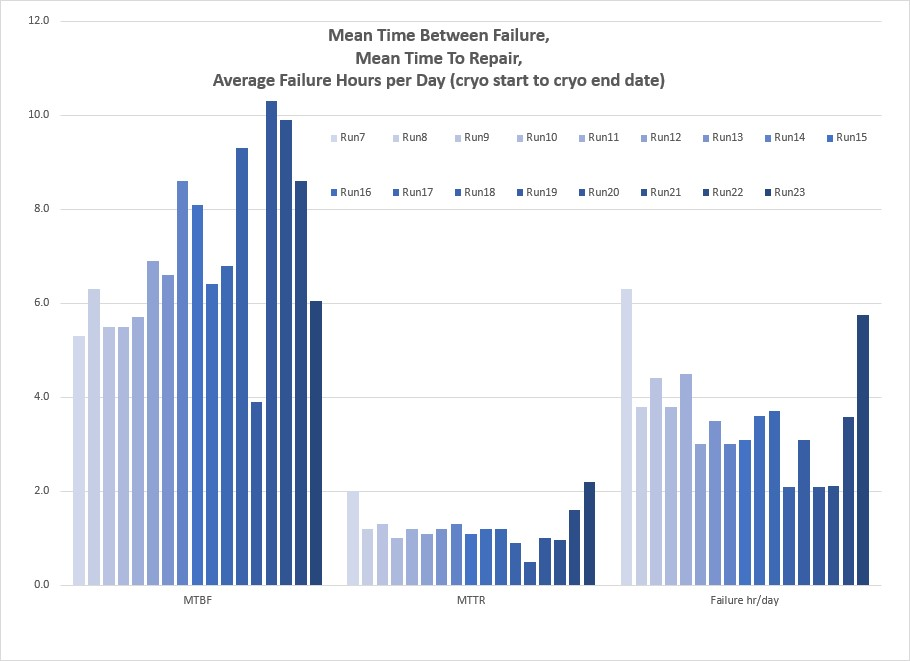 12.0
Mean Time Between Failure,
Mean Time To Repair,
Average Failure Hours per Day (cryo start to cryo end date)
10.0
Run7 Run8 Run9 Run10 Run11 Run12 Run13 Run14 Run15
Run16 Run17 Run18 Run19 Run20 Run21 Run22 Run23
8.0
6.0
4.0
2.0
0.0
MTBF MTTR Failure hr/day